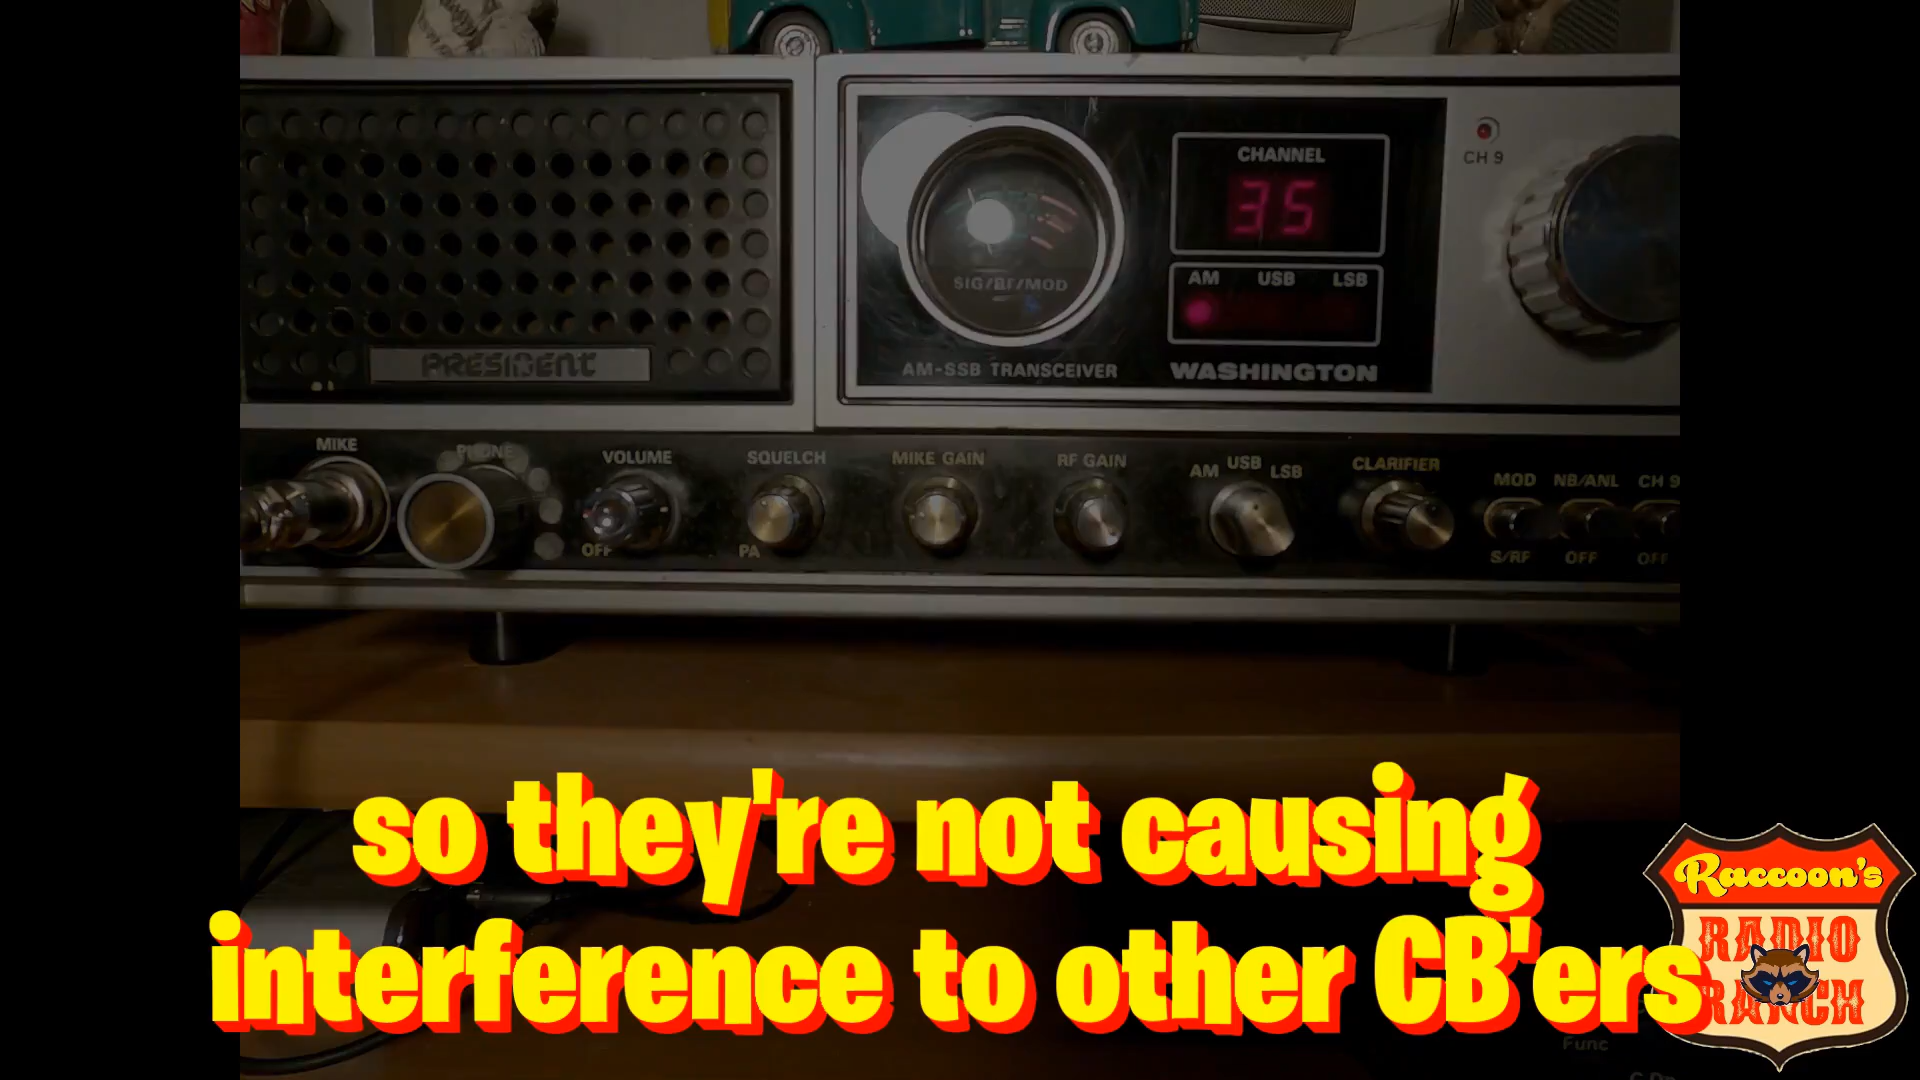 CHANNEL
35
CH 9
AM USB LSB
SIG/RF/MOD
AM-SSB TRANSCEIVER
WASHINGTON
PRESIDENT
MIKE
PHONE
VOLUME
SQUELCH
MIKE GAIN
RF GAIN
AM USB LSB
CLARIFIER
MOD
NB/ANL
CH 9
OFF
PA
S/RF
OFF
OFF
so they're not causing
interference to other CB'ers
Raccoon's
RADIO
RANCH
Func